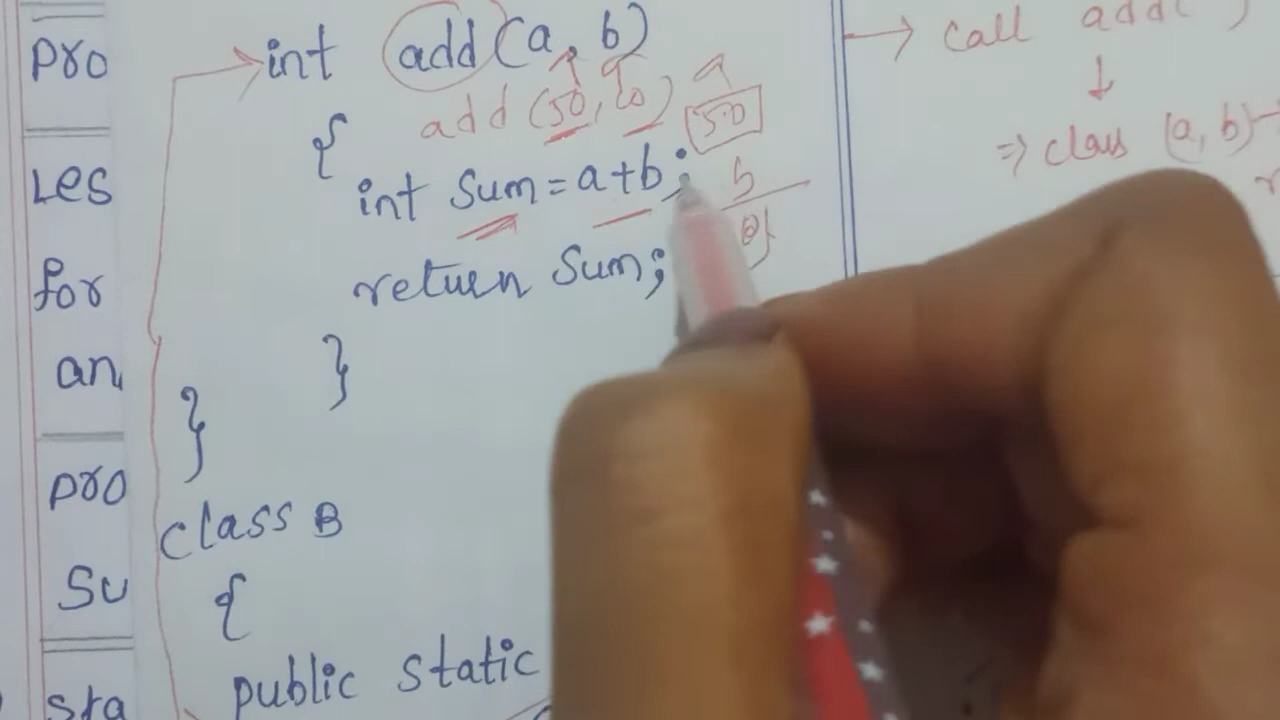 pro
Les
for
an
pro
Su
sta
int add(a, b)
add (50,
a
50
{
int Sum = a+b;
b
return Sum;
}
}
class B
{
public static
→ call add( )
↓
⇒ class (a, b)